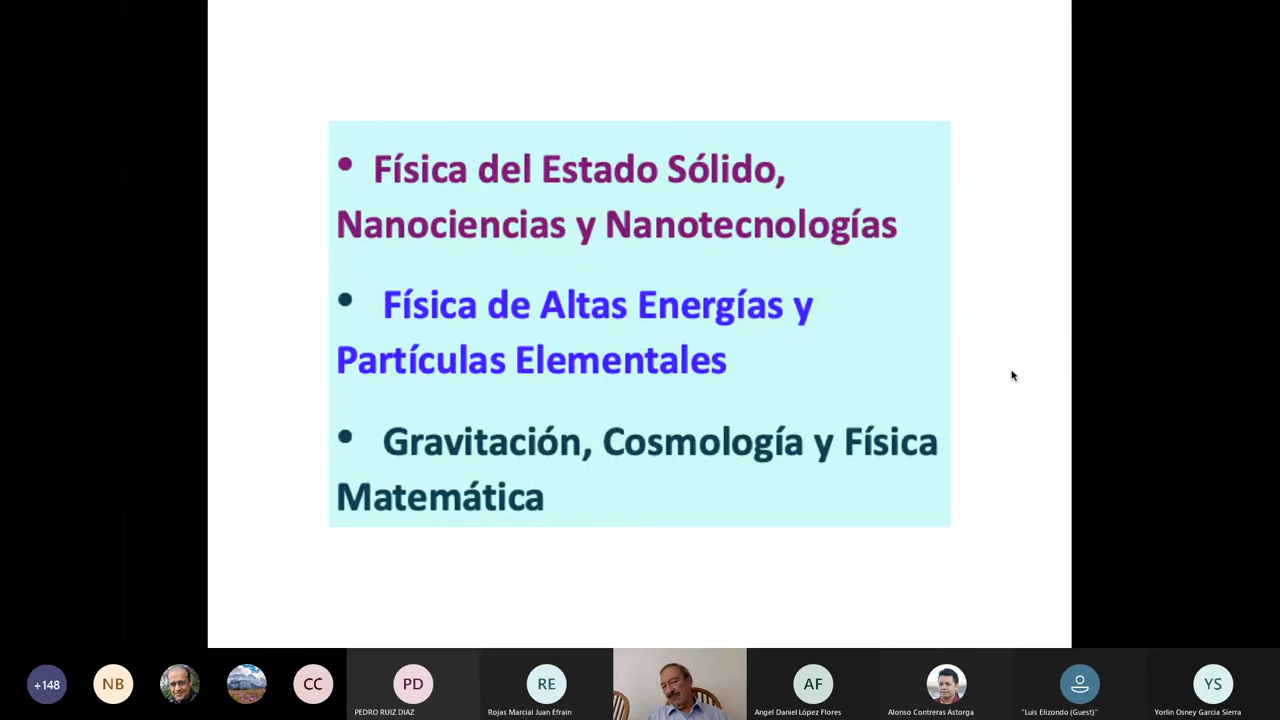 • Física del Estado Sólido,
Nanociencias y Nanotecnologías
• Física de Altas Energías y
Partículas Elementales
• Gravitación, Cosmología y Física
Matemática
+148
NB
CC
PD
RE
AF
YS
PEDRO RUIZ DIAZ
Rojas Marcial Juan Efrain
Angel Daniel López Flores
Alonso Contreras Astorga
"Luis Elizondo (Guest)"
Yorlin Osney Garcia Sierra